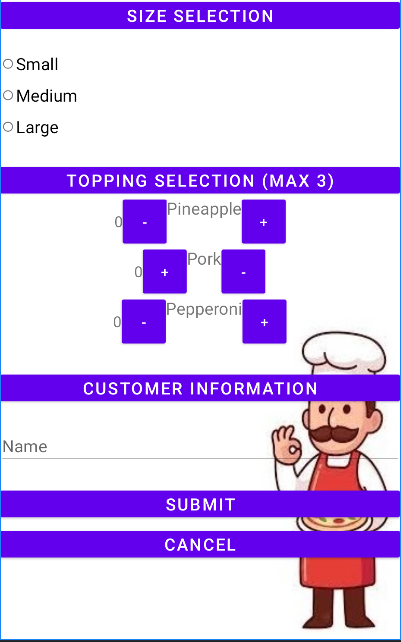 SIZE SELECTION
Small
Medium
Large
TOPPING SELECTION (MAX 3)
0 - Pineapple +
0 + Pork -
0 - Pepperoni +
CUSTOMER INFORMATION
Name
SUBMIT
CANCEL